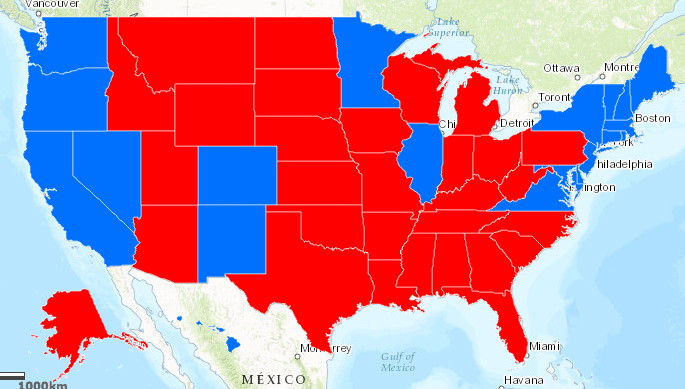 Vancouver
Lake
Superior
Ottawa
Montre
Lake
Huron
Toront
Boston
Chi
Detroit
York
hiladelphia
ington
Miami
Monterrey
Gulf of
Mexico
MÉXICO
Havana
1000km